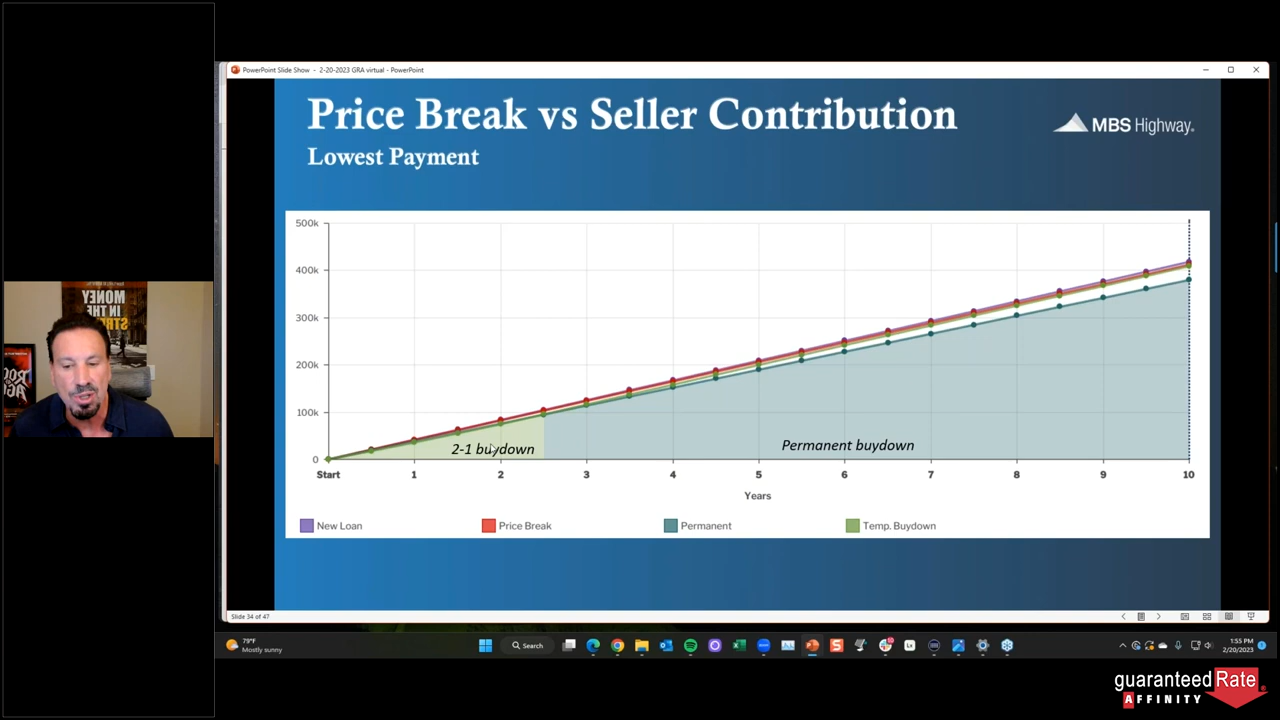 PowerPoint Slide Show - 2-20-2023 GRA virtual - PowerPoint
Price Break vs Seller Contribution
Lowest Payment
MBS Highway.
500k
400k
300k
200k
100k
0
2-1 buydown
Permanent buydown
Start 1 2 3 4 5 6 7 8 9 10
Years
New Loan Price Break Permanent Temp. Buydown
MONEY
IN THE
ROCK
AGE
Slide 34 of 47
79°F
Mostly sunny
Search
1:55 PM
2/20/2023
guaranteed Rate
AFFINITY